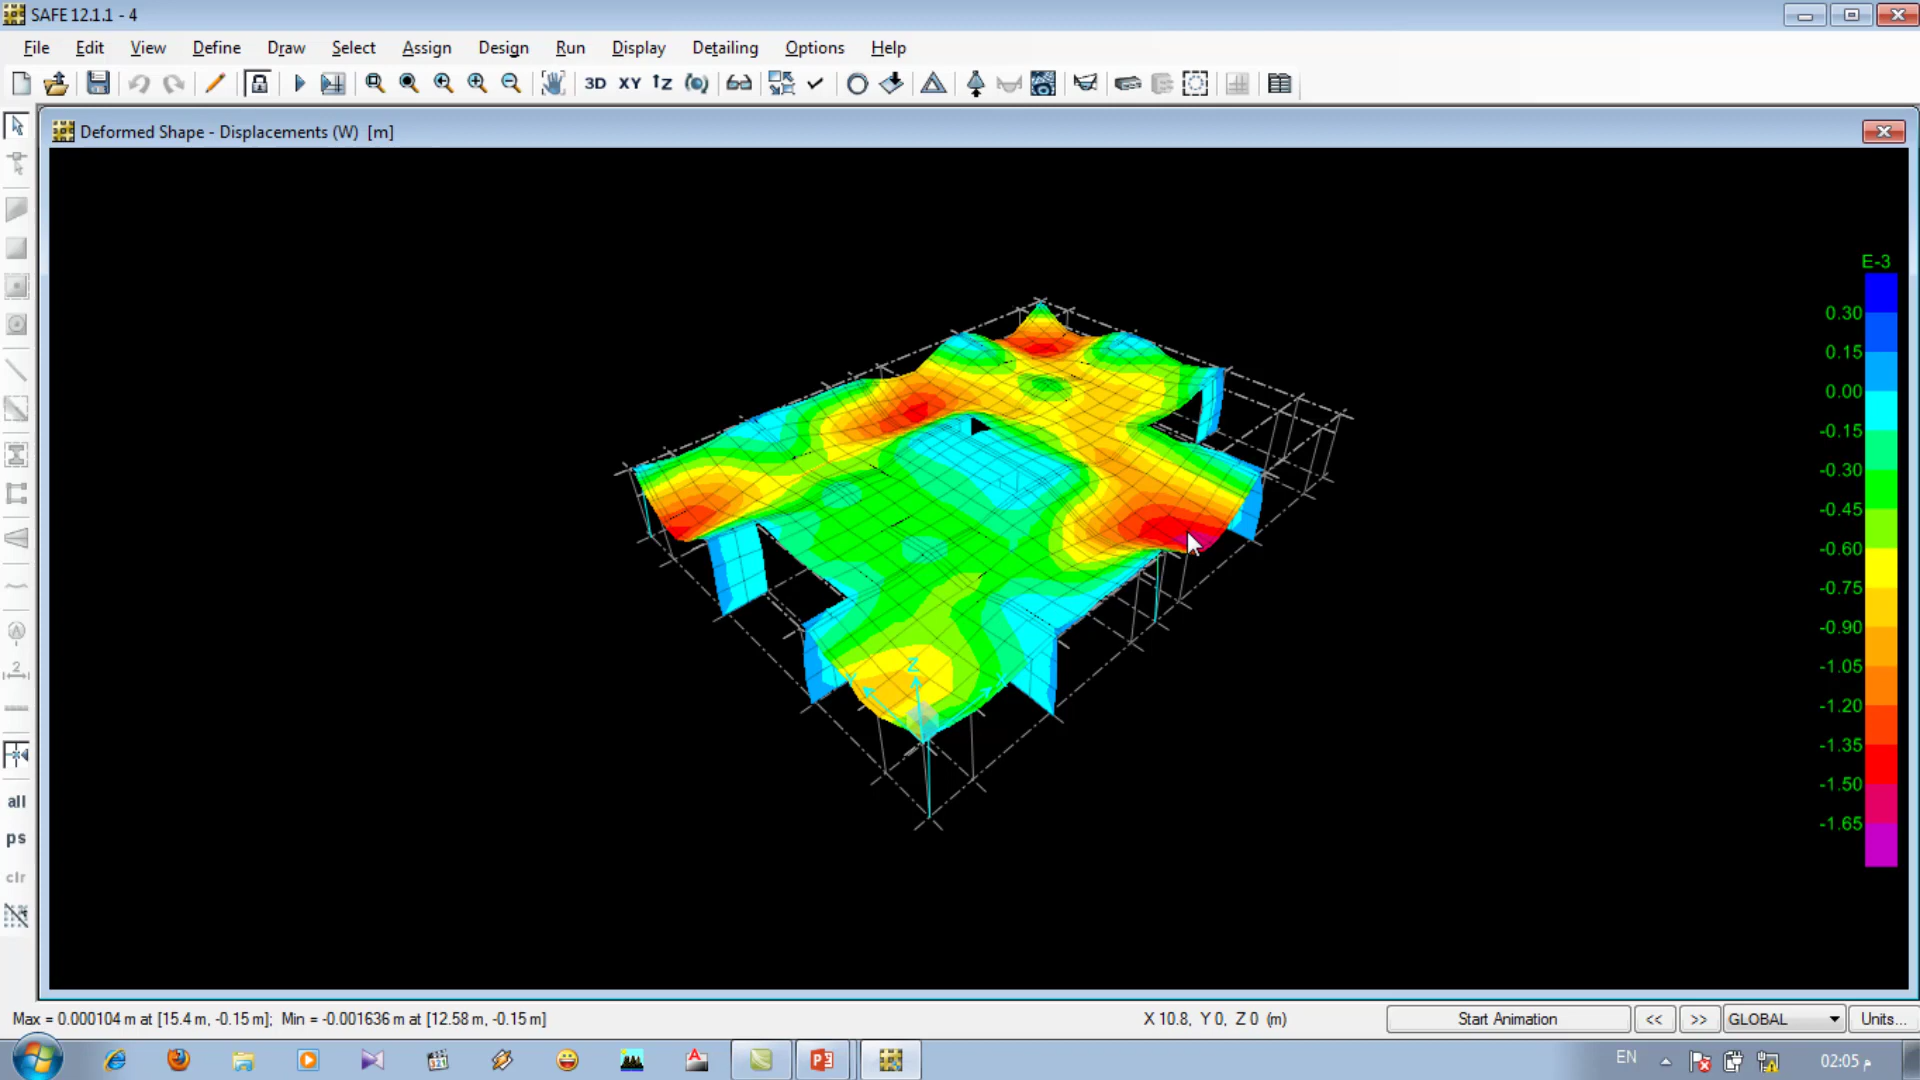 SAFE 12.1.1 - 4
File Edit View Define Draw Select Assign Design Run Display Detailing Options Help
3D XY
Deformed Shape - Displacements (W) [m]
E-3
0.30
0.15
0.00
-0.15
-0.30
-0.45
-0.60
-0.75
-0.90
-1.05
-1.20
-1.35
-1.50
-1.65
Z
all
ps
clr
Max = 0.000104 m at [15.4 m, -0.15 m]; Min = -0.001636 m at [12.58 m, -0.15 m]
X 10.8, Y 0, Z 0 (m)
Start Animation << >> GLOBAL Units...
EN
02:05 م